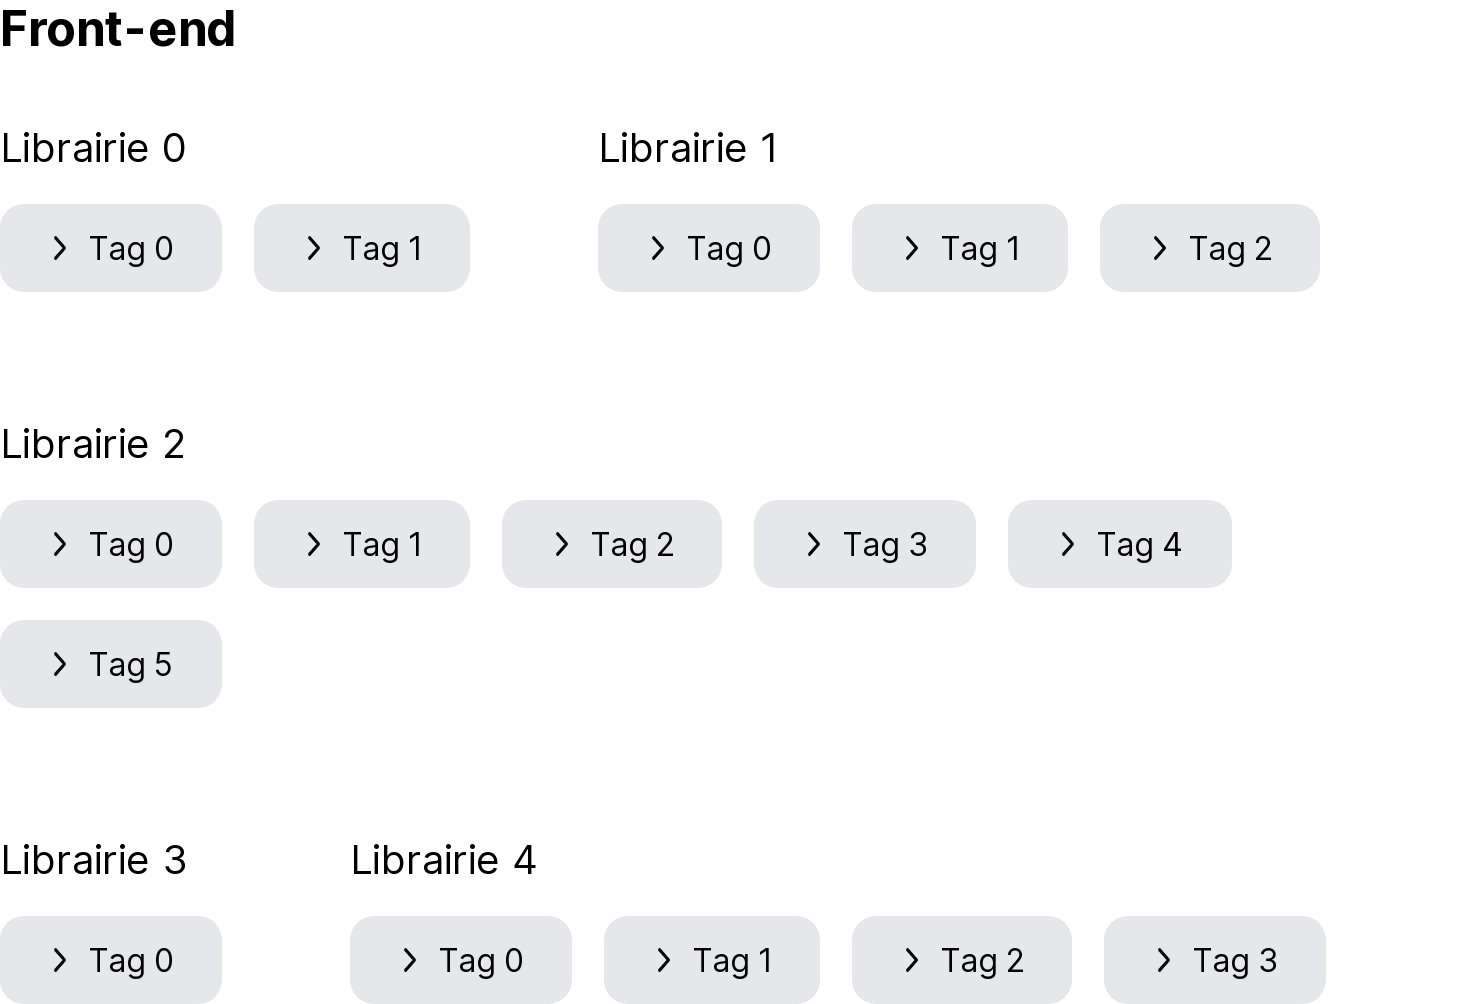 Front-end
Librairie 0
Tag 0 Tag 1
Librairie 1
Tag 0 Tag 1 Tag 2
Librairie 2
Tag 0 Tag 1 Tag 2 Tag 3 Tag 4
Tag 5
Librairie 3
Tag 0
Librairie 4
Tag 0 Tag 1 Tag 2 Tag 3